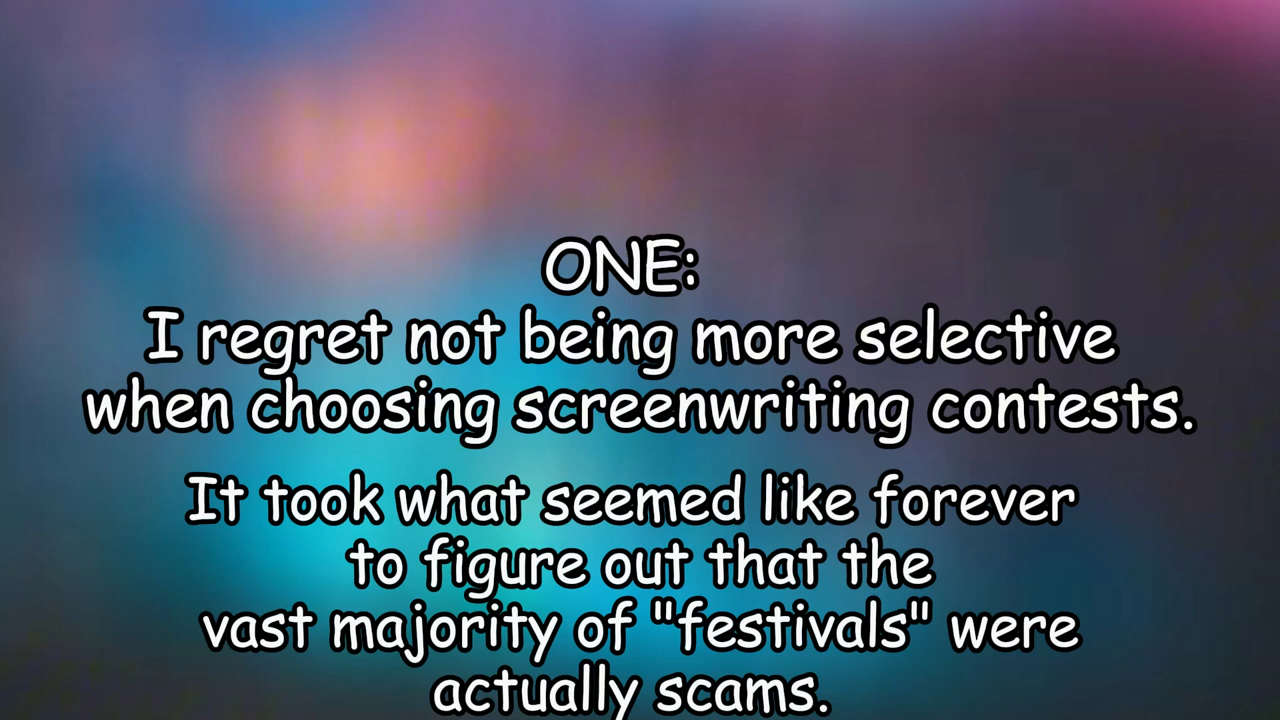 ONE:
I regret not being more selective
when choosing screenwriting contests.
It took what seemed like forever
to figure out that the
vast majority of "festivals" were
actually scams.